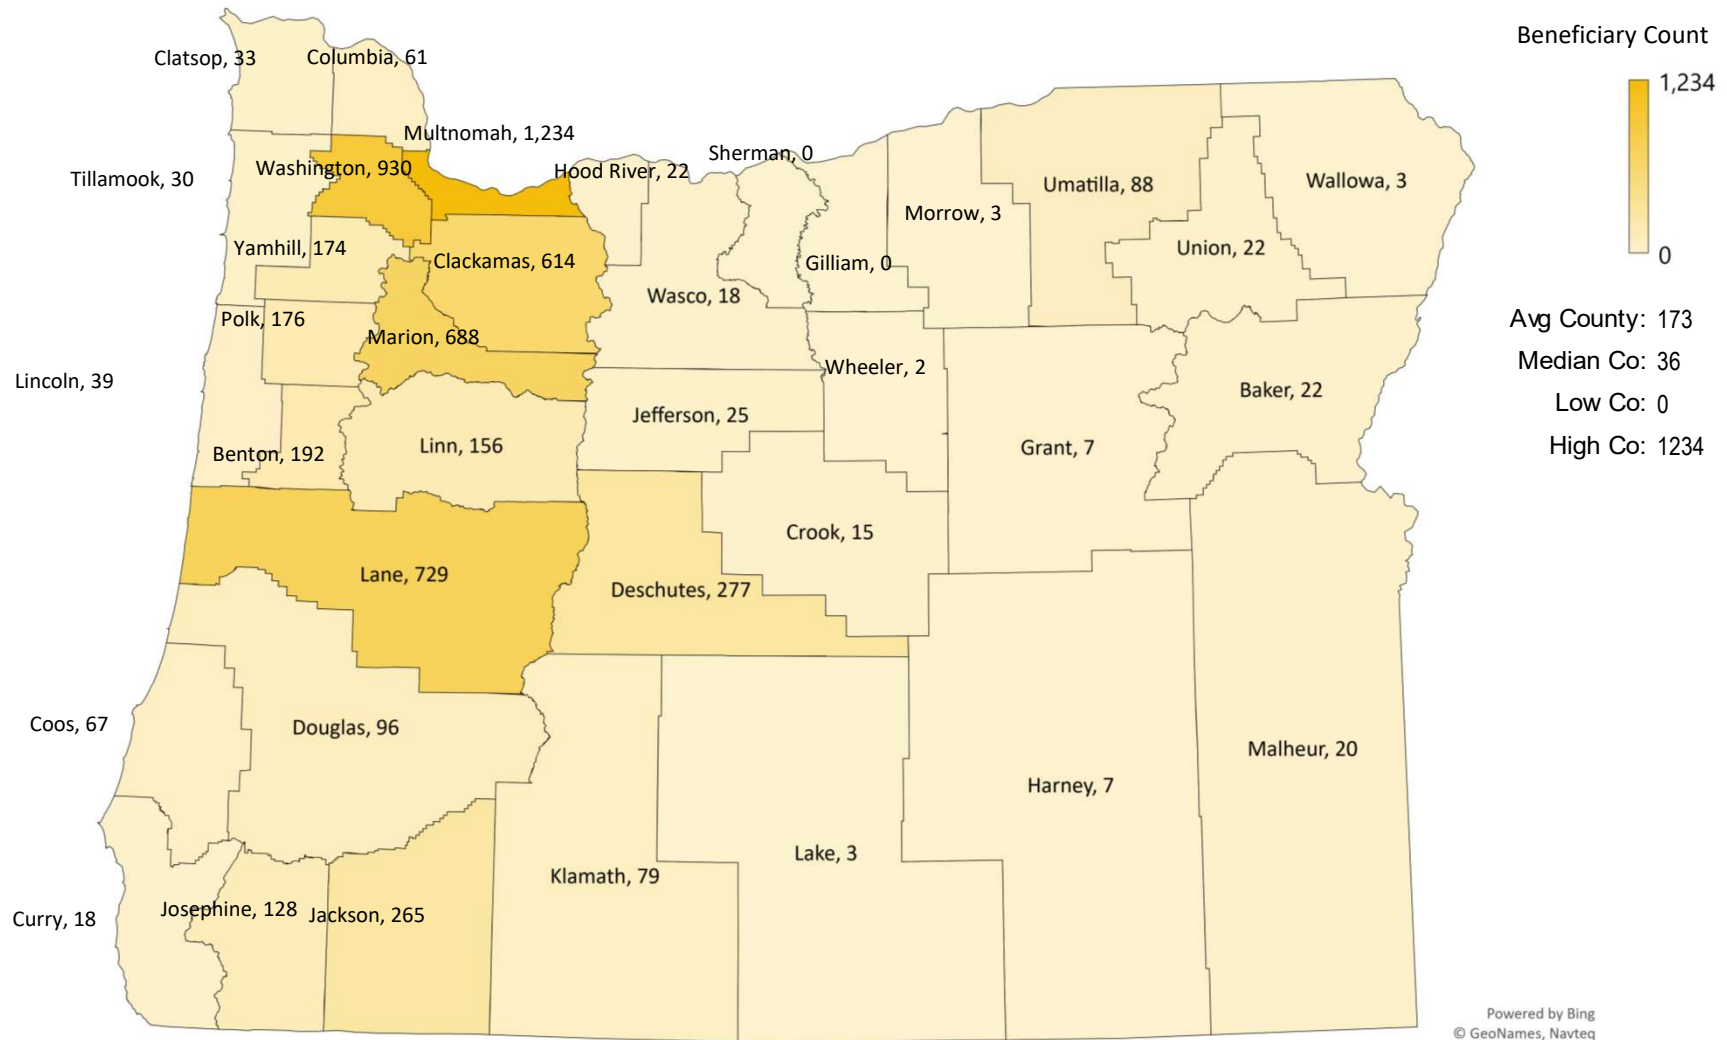 Beneficiary Count
1,234
0
Avg County: 173
Median Co: 36
Low Co: 0
High Co: 1234
Clatsop, 33
Columbia, 61
Multnomah, 1,234
Washington, 930
Tillamook, 30
Hood River, 22
Sherman, 0
Umatilla, 88
Wallowa, 3
Morrow, 3
Yamhill, 174
Clackamas, 614
Gilliam, 0
Union, 22
Wasco, 18
Polk, 176
Marion, 688
Wheeler, 2
Lincoln, 39
Baker, 22
Jefferson, 25
Benton, 192
Linn, 156
Grant, 7
Crook, 15
Lane, 729
Deschutes, 277
Coos, 67
Douglas, 96
Malheur, 20
Harney, 7
Lake, 3
Klamath, 79
Curry, 18
Josephine, 128
Jackson, 265
Powered by Bing
© GeoNames, Navteq